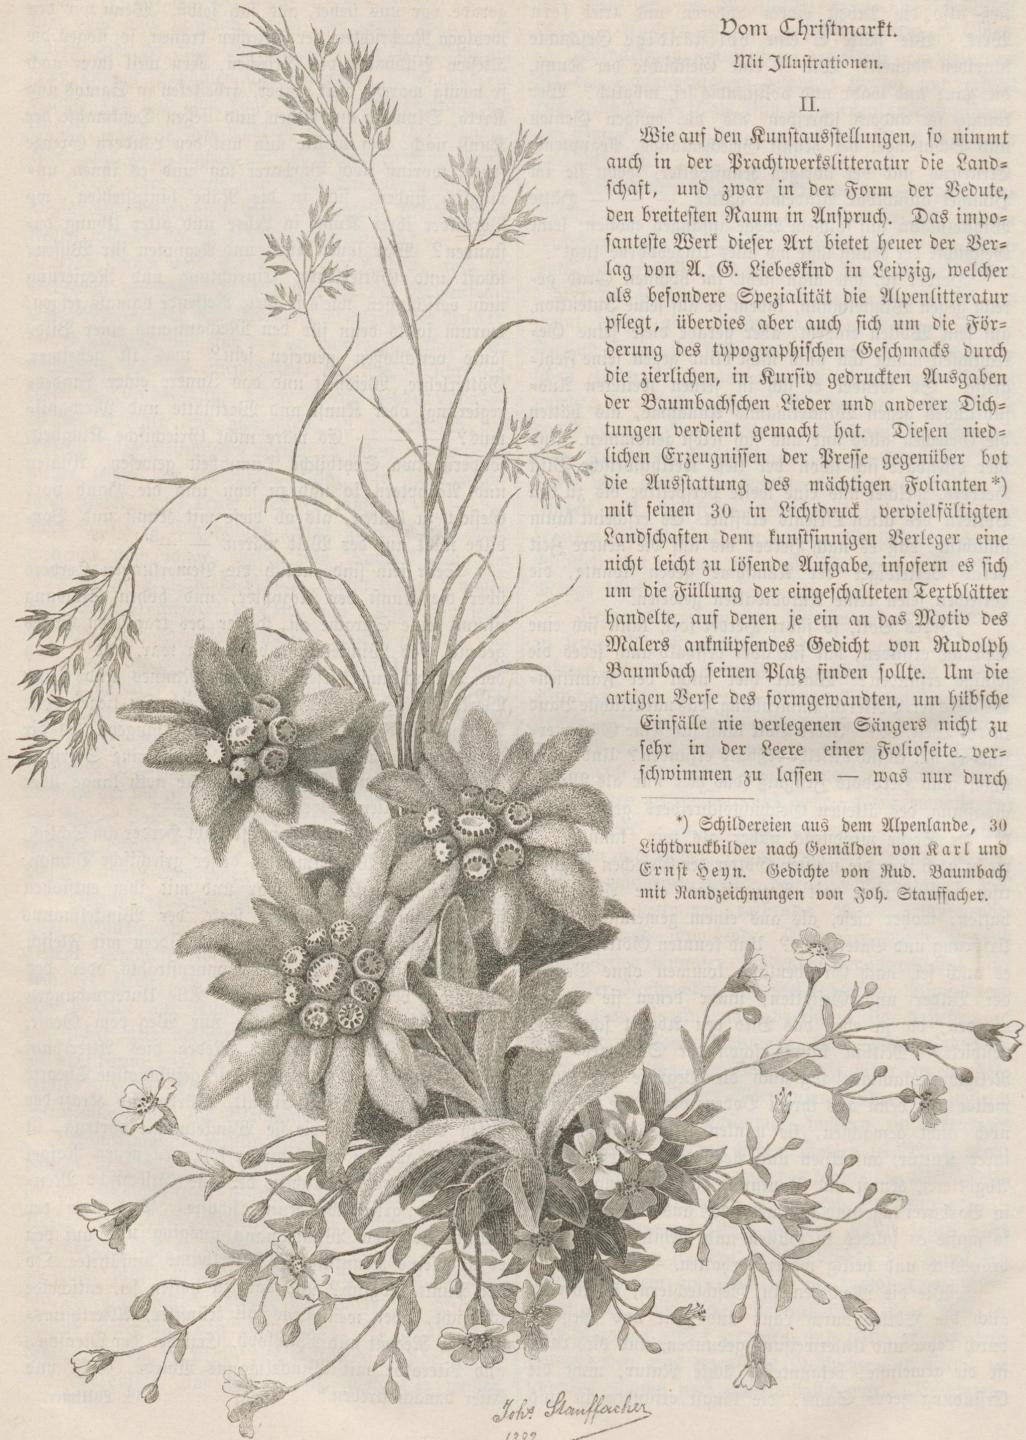 Vom Christmarkt.
Mit Illustrationen.
II.
Wie auf den Kunstausstellungen, so nimmt
auch in der Prachtwerkslitteratur die Land-
schaft, und zwar in der Form der Vedute,
den breitesten Raum in Anspruch. Das impo-
santeste Werk dieser Art bietet heuer der Ver-
lag von A. G. Liebeskind in Leipzig, welcher
als besondere Spezialität die Alpenlitteratur
pflegt, überdies aber auch sich um die För-
derung des typographischen Geschmacks durch
die zierlichen, in Kursiv gedruckten Ausgaben
der Baumbachschen Lieder und anderer Dich-
tungen verdient gemacht hat. Diesen nied-
lichen Erzeugnissen der Presse gegenüber bot
die Ausstattung des mächtigen Folianten*)
mit seinen 30 in Lichtdruck vervielfältigten
Landschaften dem kunstsinnigen Verleger eine
nicht leicht zu lösende Aufgabe, insofern es sich
um die Füllung der eingeschalteten Textblätter
handelte, auf denen je ein an das Motiv des
Malers anknüpfendes Gedicht von Rudolph
Baumbach seinen Platz finden sollte. Um die
artigen Verse des formgewandten, um hübsche
Einfälle nie verlegenen Sängers nicht zu
sehr in der Leere einer Folioseite ver-
schwimmen zu lassen — was nur durch
*) Schildereien aus dem Alpenlande, 30
Lichtdruckbilder nach Gemälden von Karl und
Ernst Heyn. Gedichte von Rud. Baumbach
mit Randzeichnungen von Joh. Stauffacher.
Johs Stauffacher